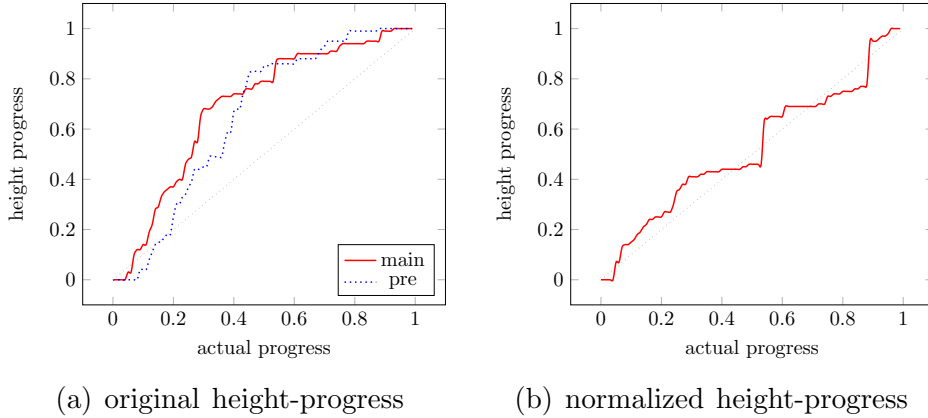 1
0.8
0.6
0.4
0.2
0
height progress
0 0.2 0.4 0.6 0.8 1
actual progress
main
pre
(a) original height-progress
1
0.8
0.6
0.4
0.2
0
height progress
0 0.2 0.4 0.6 0.8 1
actual progress
(b) normalized height-progress